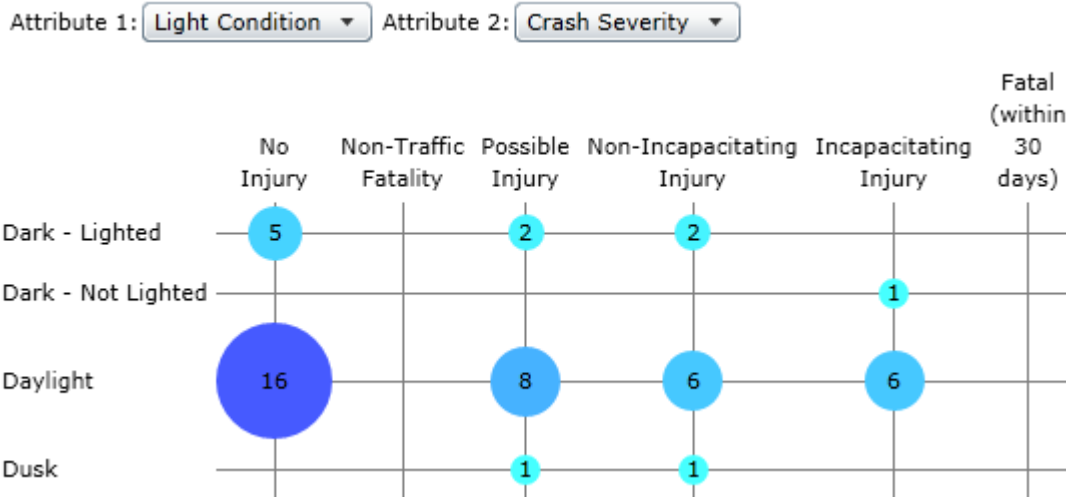 Attribute 1: Light Condition Attribute 2: Crash Severity
Fatal
(within
No Non-Traffic Possible Non-Incapacitating Incapacitating 30
Injury Fatality Injury Injury Injury days)
Dark - Lighted 5 2 2
Dark - Not Lighted 1
Daylight 16 8 6 6
Dusk 1 1